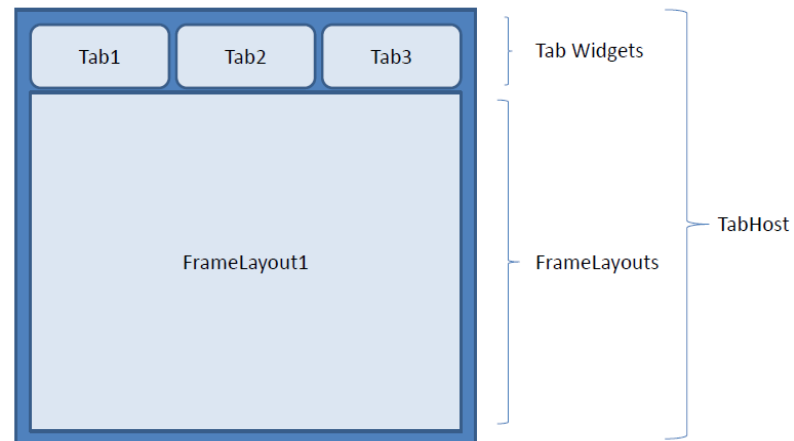 Tab1
Tab2
Tab3
Tab Widgets
TabHost
FrameLayout1
FrameLayouts